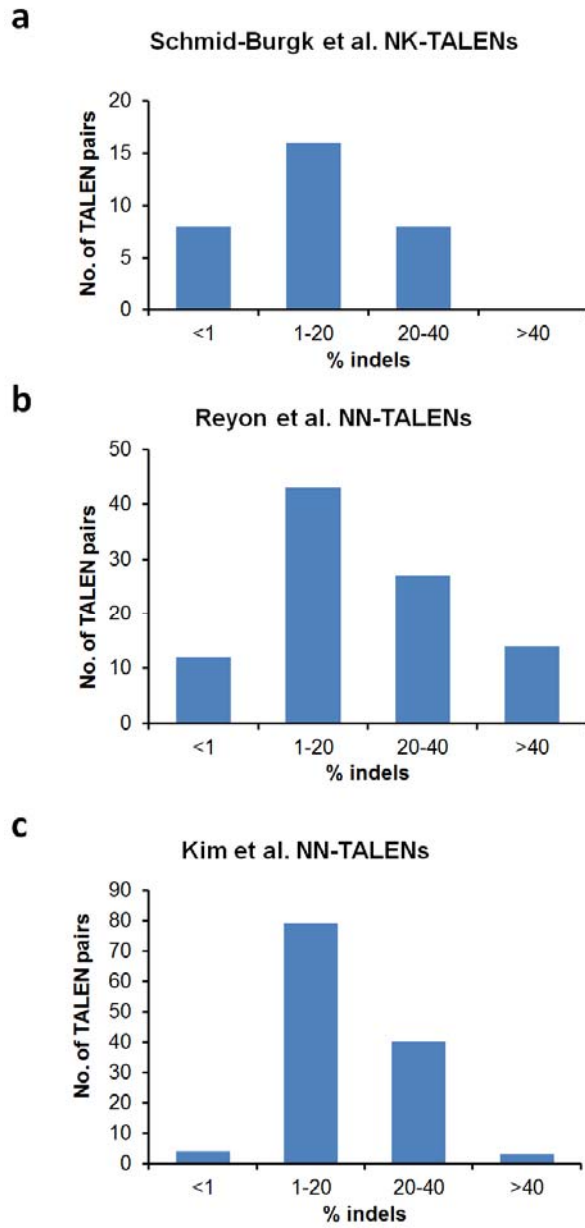 a
Schmid-Burgk et al. NK-TALENs
No. of TALEN pairs
20
15
10
5
0
<1 1-20 20-40 >40
% indels
b
Reyon et al. NN-TALENs
No. of TALEN pairs
50
40
30
20
10
0
<1 1-20 20-40 >40
% indels
c
Kim et al. NN-TALENs
No. of TALEN pairs
90
80
70
60
50
40
30
20
10
0
<1 1-20 20-40 >40
% indels